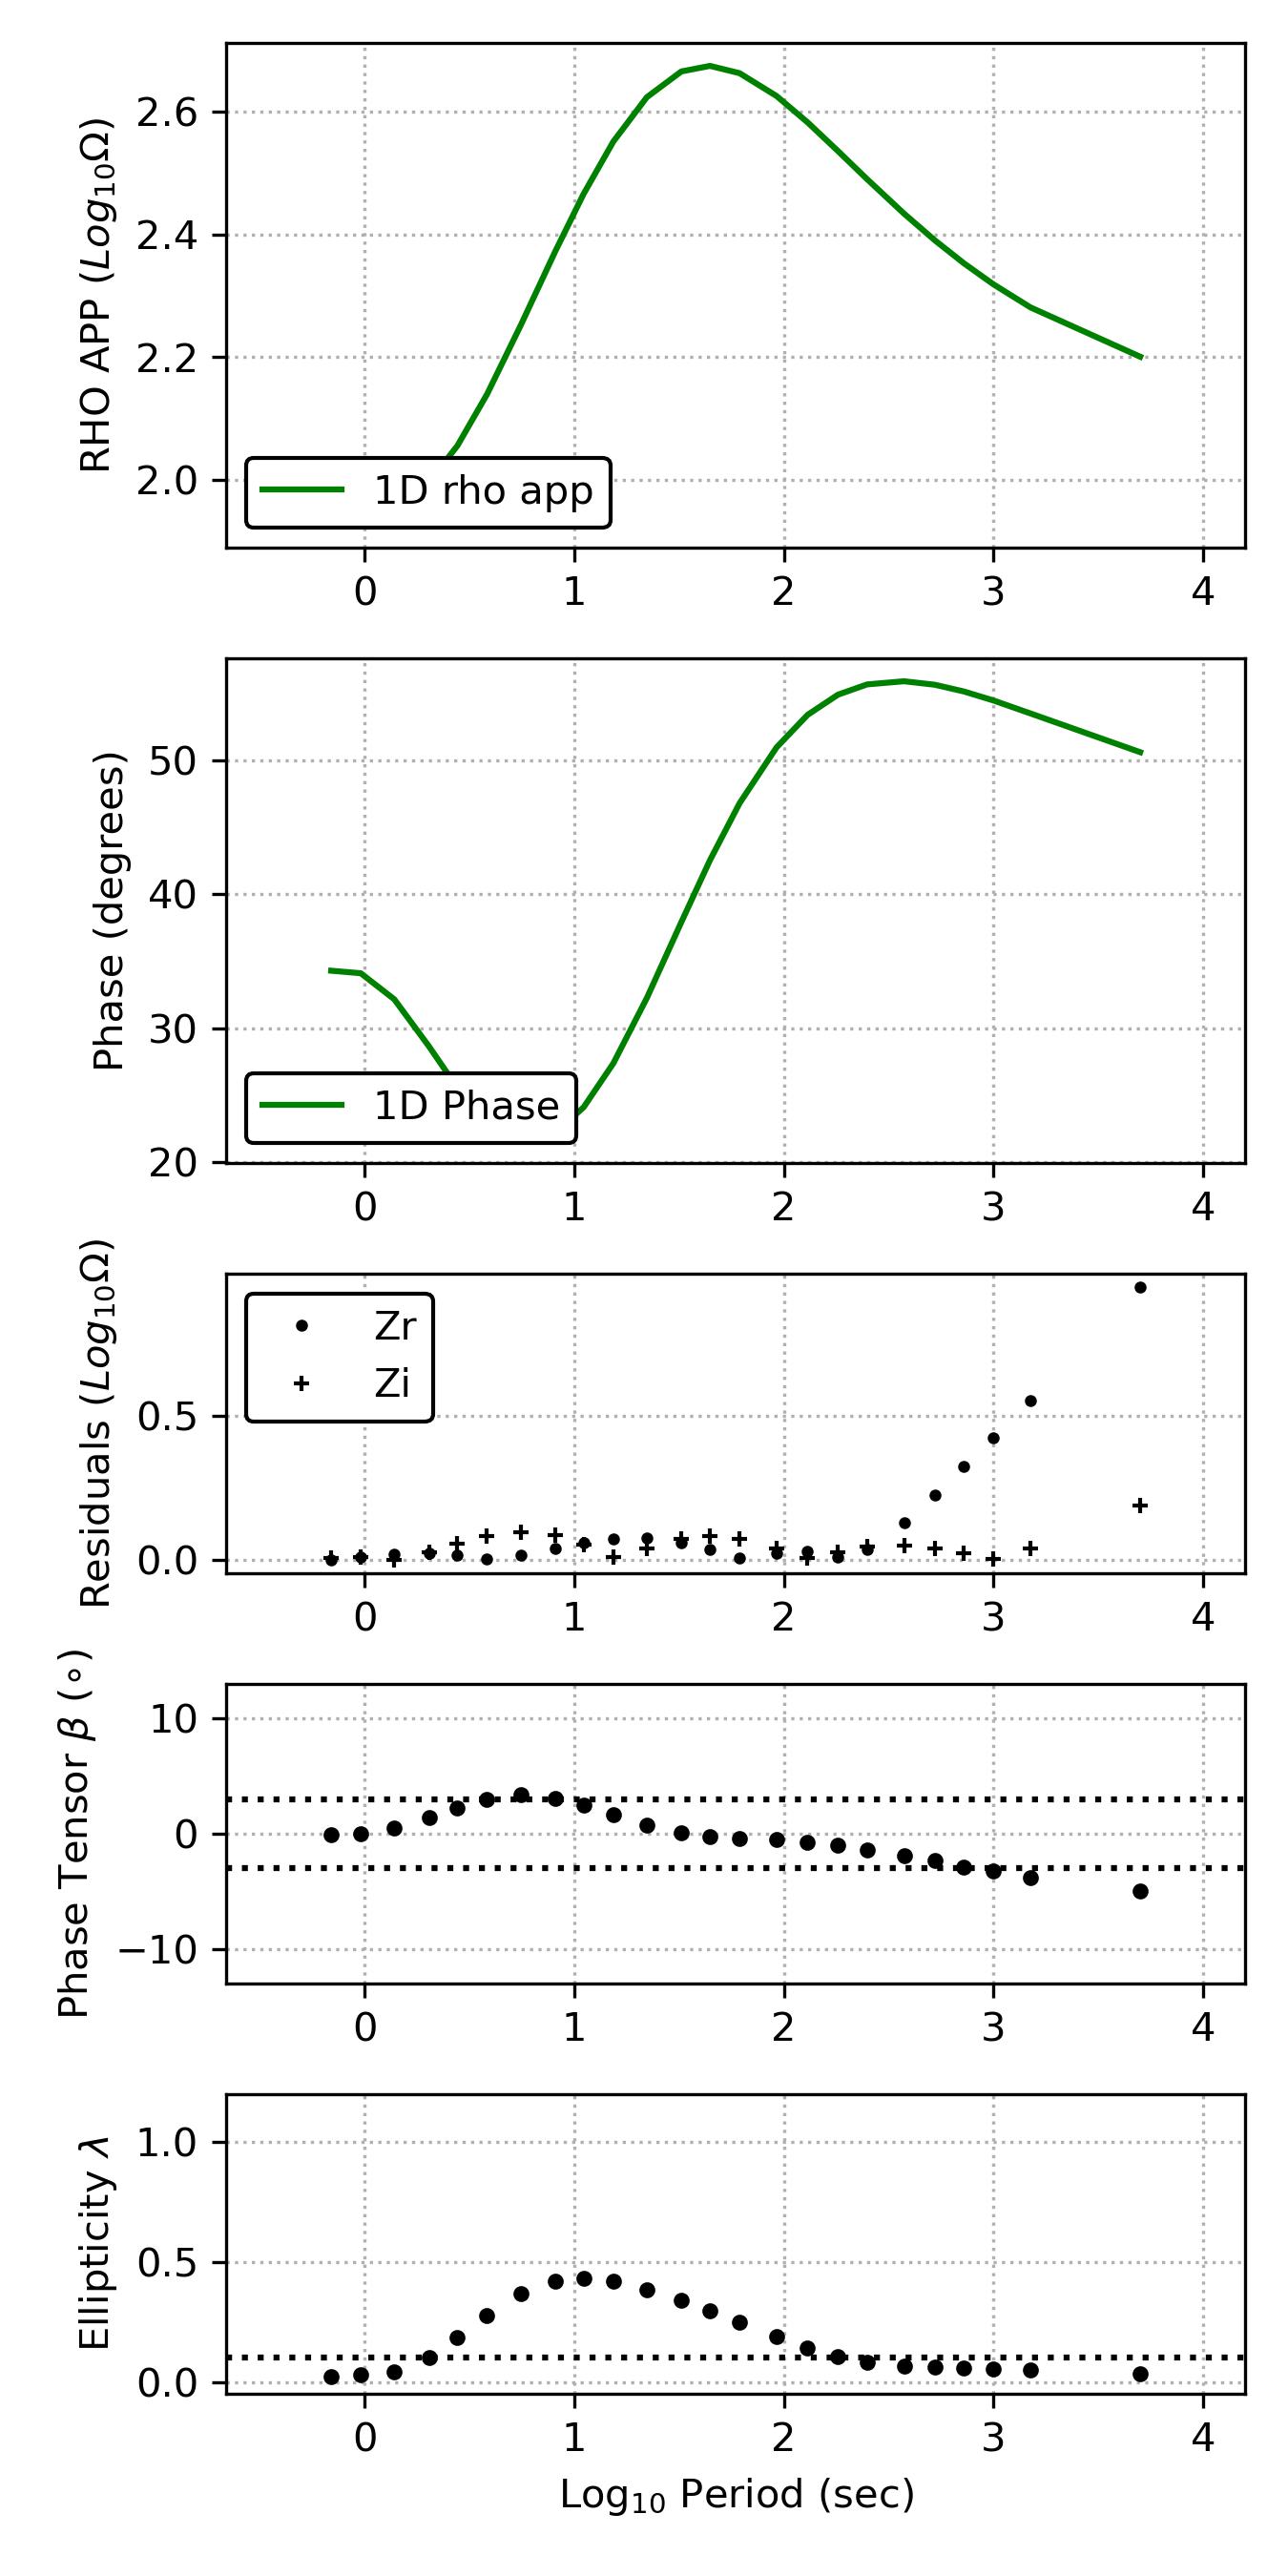 RHO APP (Log₁₀Ω)
2.6
2.4
2.2
2.0
1D rho app
0 1 2 3 4
Phase (degrees)
50
40
30
20
1D Phase
0 1 2 3 4
Residuals (Log₁₀Ω)
0.5
0.0
Zr
Zi
0 1 2 3 4
Phase Tensor β (∘)
10
0
−10
0 1 2 3 4
Ellipticity λ
1.0
0.5
0.0
0 1 2 3 4
Log₁₀ Period (sec)